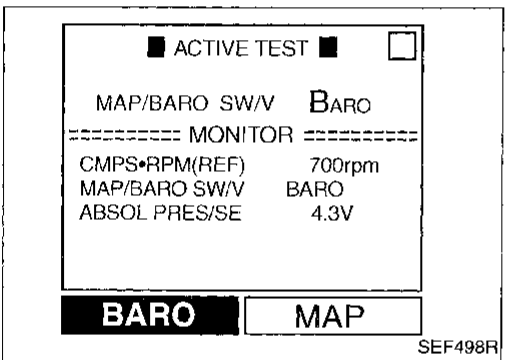 ■ ACTIVE TEST ■
MAP/BARO SW/V BARO
========= MONITOR =========
CMPS•RPM(REF) 700rpm
MAP/BARO SW/V BARO
ABSOL PRES/SE 4.3V
BARO MAP
SEF498R